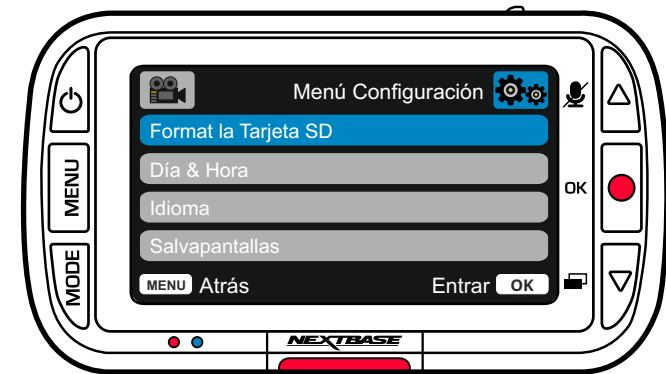 Menú Configuración
Format la Tarjeta SD
Día & Hora
MENU
OK
Idioma
Salvapantallas
MODE
MENU Atrás Entrar OK
NEXTBASE